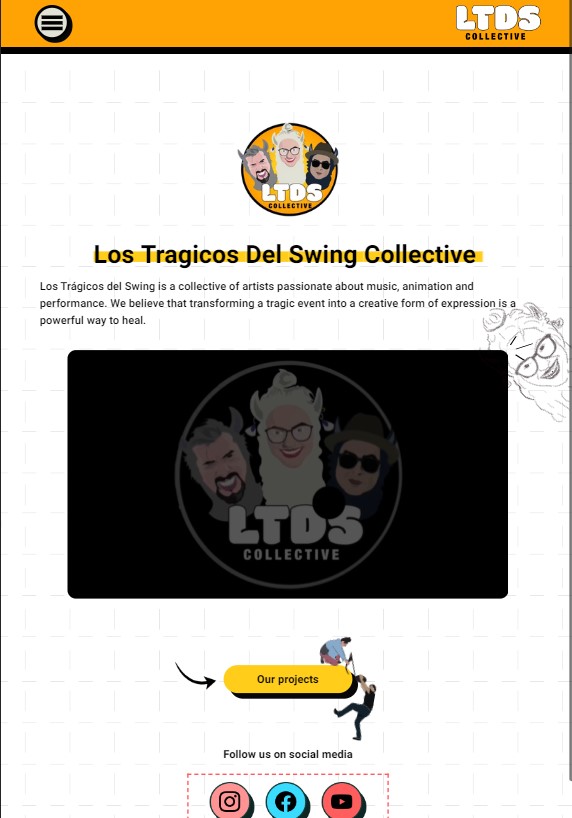 LTDS
COLLECTIVE
LTDS
COLLECTIVE
Los Tragicos Del Swing Collective
Los Trágicos del Swing is a collective of artists passionate about music, animation and
performance. We believe that transforming a tragic event into a creative form of expression is a
powerful way to heal.
LTDS
COLLECTIVE
Our projects
Follow us on social media